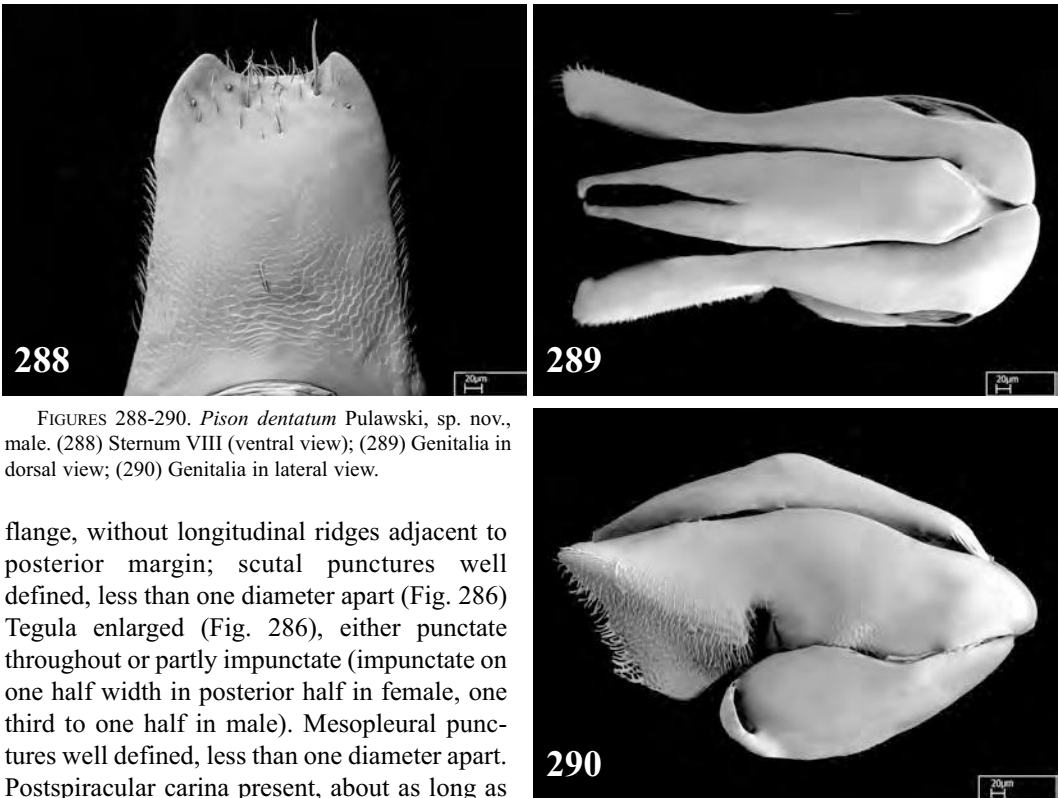 288
20µm
289
20µm
FIGURES 288-290. Pison dentatum Pulawski, sp. nov.,
male. (288) Sternum VIII (ventral view); (289) Genitalia in
dorsal view; (290) Genitalia in lateral view.
flange, without longitudinal ridges adjacent to
posterior margin; scutal punctures well
defined, less than one diameter apart (Fig. 286)
Tegula enlarged (Fig. 286), either punctate
throughout or partly impunctate (impunctate on
one half width in posterior half in female, one
third to one half in male). Mesopleural punc-
tures well defined, less than one diameter apart.
Postspiracular carina present, about as long as
290
20µm